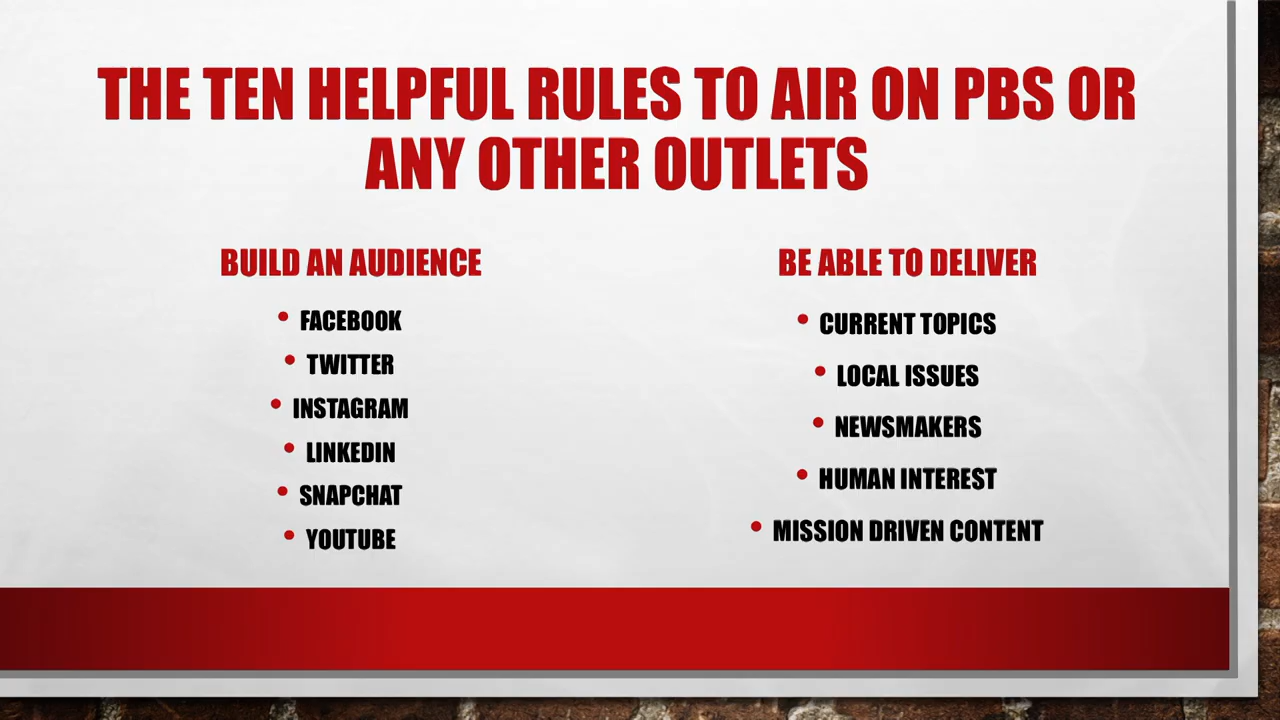 THE TEN HELPFUL RULES TO AIR ON PBS OR
ANY OTHER OUTLETS
BUILD AN AUDIENCE
• FACEBOOK
• TWITTER
• INSTAGRAM
• LINKEDIN
• SNAPCHAT
• YOUTUBE
BE ABLE TO DELIVER
• CURRENT TOPICS
• LOCAL ISSUES
• NEWSMAKERS
• HUMAN INTEREST
• MISSION DRIVEN CONTENT